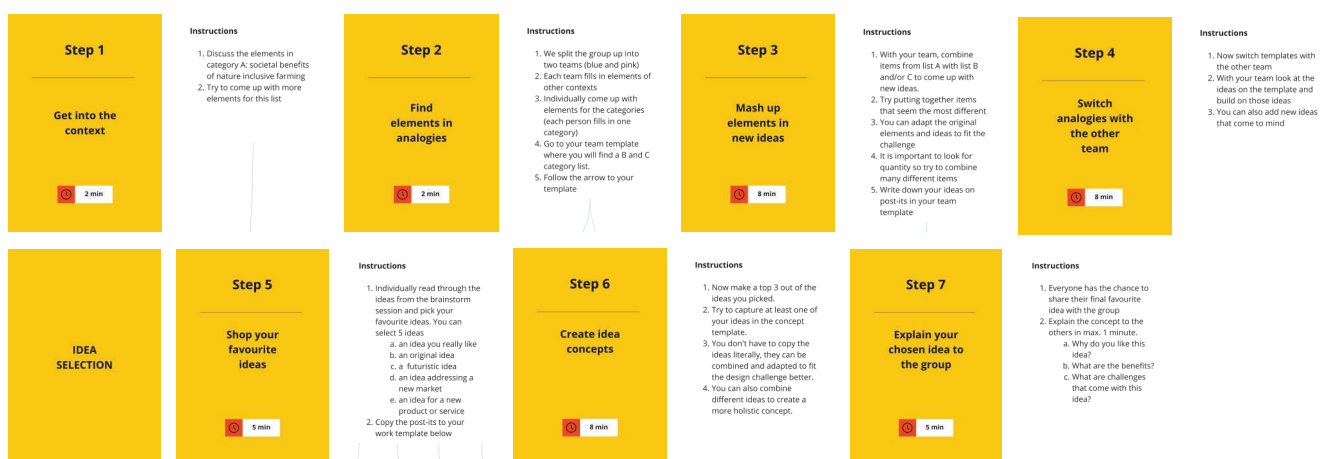 Step 1
Get into the
context
2 min
Instructions
1. Discuss the elements in
category A: societal benefits
of nature inclusive farming
2. Try to come up with more
elements for this list
Step 2
Find
elements in
analogies
2 min
Instructions
1. We split the group up into
two teams (blue and pink)
2. Each team fills in elements of
other contexts
3. Individually come up with
elements for the categories
(each person fills in one
category)
4. Go to your team template
where you will find a B and C
category list.
5. Follow the arrow to your
template
Step 3
Mash up
elements in
new ideas
8 min
Instructions
1. With your team, combine
items from list A with list B
and/or C to come up with
new ideas.
2. Try putting together items
that seem the most different
3. You can adapt the original
elements and ideas to fit the
challenge
4. It is important to look for
quantity so try to combine
many different items
5. Write down your ideas on
post-its in your team
template
Step 4
Switch
analogies with
the other
team
8 min
Instructions
1. Now switch templates with
the other team
2. With your team look at the
ideas on the template and
build on those ideas
3. You can also add new ideas
that come to mind
IDEA
SELECTION
Step 5
Shop your
favourite
ideas
5 min
Instructions
1. Individually read through the
ideas from the brainstorm
session and pick your
favourite ideas. You can
select 5 ideas
a. an idea you really like
b. an original idea
c. a futuristic idea
d. an idea addressing a
new market
e. an idea for a new
product or service
2. Copy the post-its to your
work template below
Step 6
Create idea
concepts
8 min
Instructions
1. Now make a top 3 out of the
ideas you picked.
2. Try to capture at least one of
your ideas in the concept
template.
3. You don't have to copy the
ideas literally, they can be
combined and adapted to fit
the design challenge better.
4. You can also combine
different ideas to create a
more holistic concept.
Step 7
Explain your
chosen idea to
the group
5 min
Instructions
1. Everyone has the chance to
share their final favourite
idea with the group
2. Explain the concept to the
others in max. 1 minute.
a. Why do you like this
idea?
b. What are the benefits?
c. What are challenges
that come with this
idea?